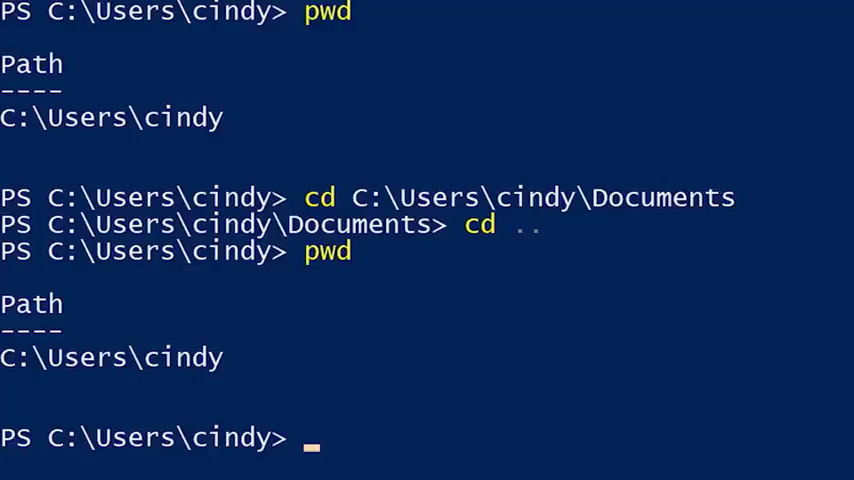 PS C:\Users\cindy> pwd
Path
----
C:\Users\cindy
PS C:\Users\cindy> cd C:\Users\cindy\Documents
PS C:\Users\cindy\Documents> cd ..
PS C:\Users\cindy> pwd
Path
----
C:\Users\cindy
PS C:\Users\cindy>